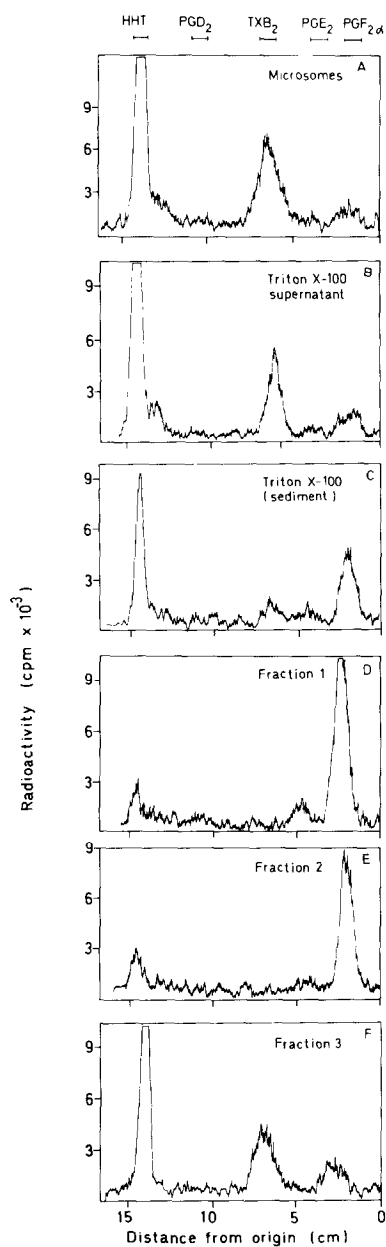 HHT PGD2 TXB2 PGE2 PGF2α
A
Microsomes
9
6
3
B
Triton X-100
supernatant
9
6
3
C
Triton X-100
(sediment)
9
6
3
D
Fraction 1
9
6
3
E
Fraction 2
9
6
3
F
Fraction 3
9
6
3
15 10 5 0
Distance from origin (cm)
Radioactivity (cpm × 10-3)